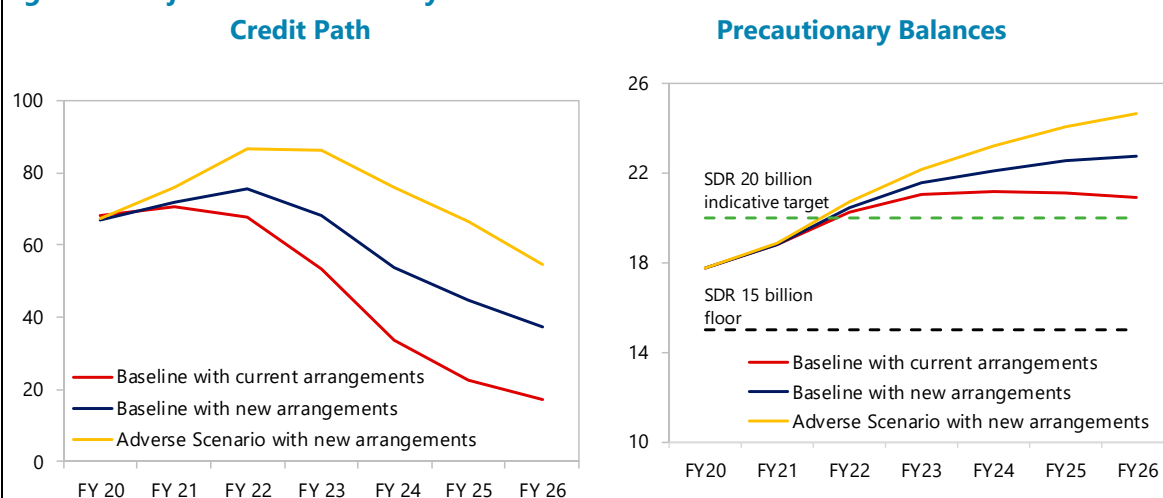 Credit Path
100
80
60
40
20
0
Baseline with current arrangements
Baseline with new arrangements
Adverse Scenario with new arrangements
FY 20 FY 21 FY 22 FY 23 FY 24 FY 25 FY 26
Precautionary Balances
26
22
18
14
10
SDR 20 billion
indicative target
SDR 15 billion
floor
Baseline with current arrangements
Baseline with new arrangements
Adverse Scenario with new arrangements
FY20 FY21 FY22 FY23 FY24 FY25 FY26